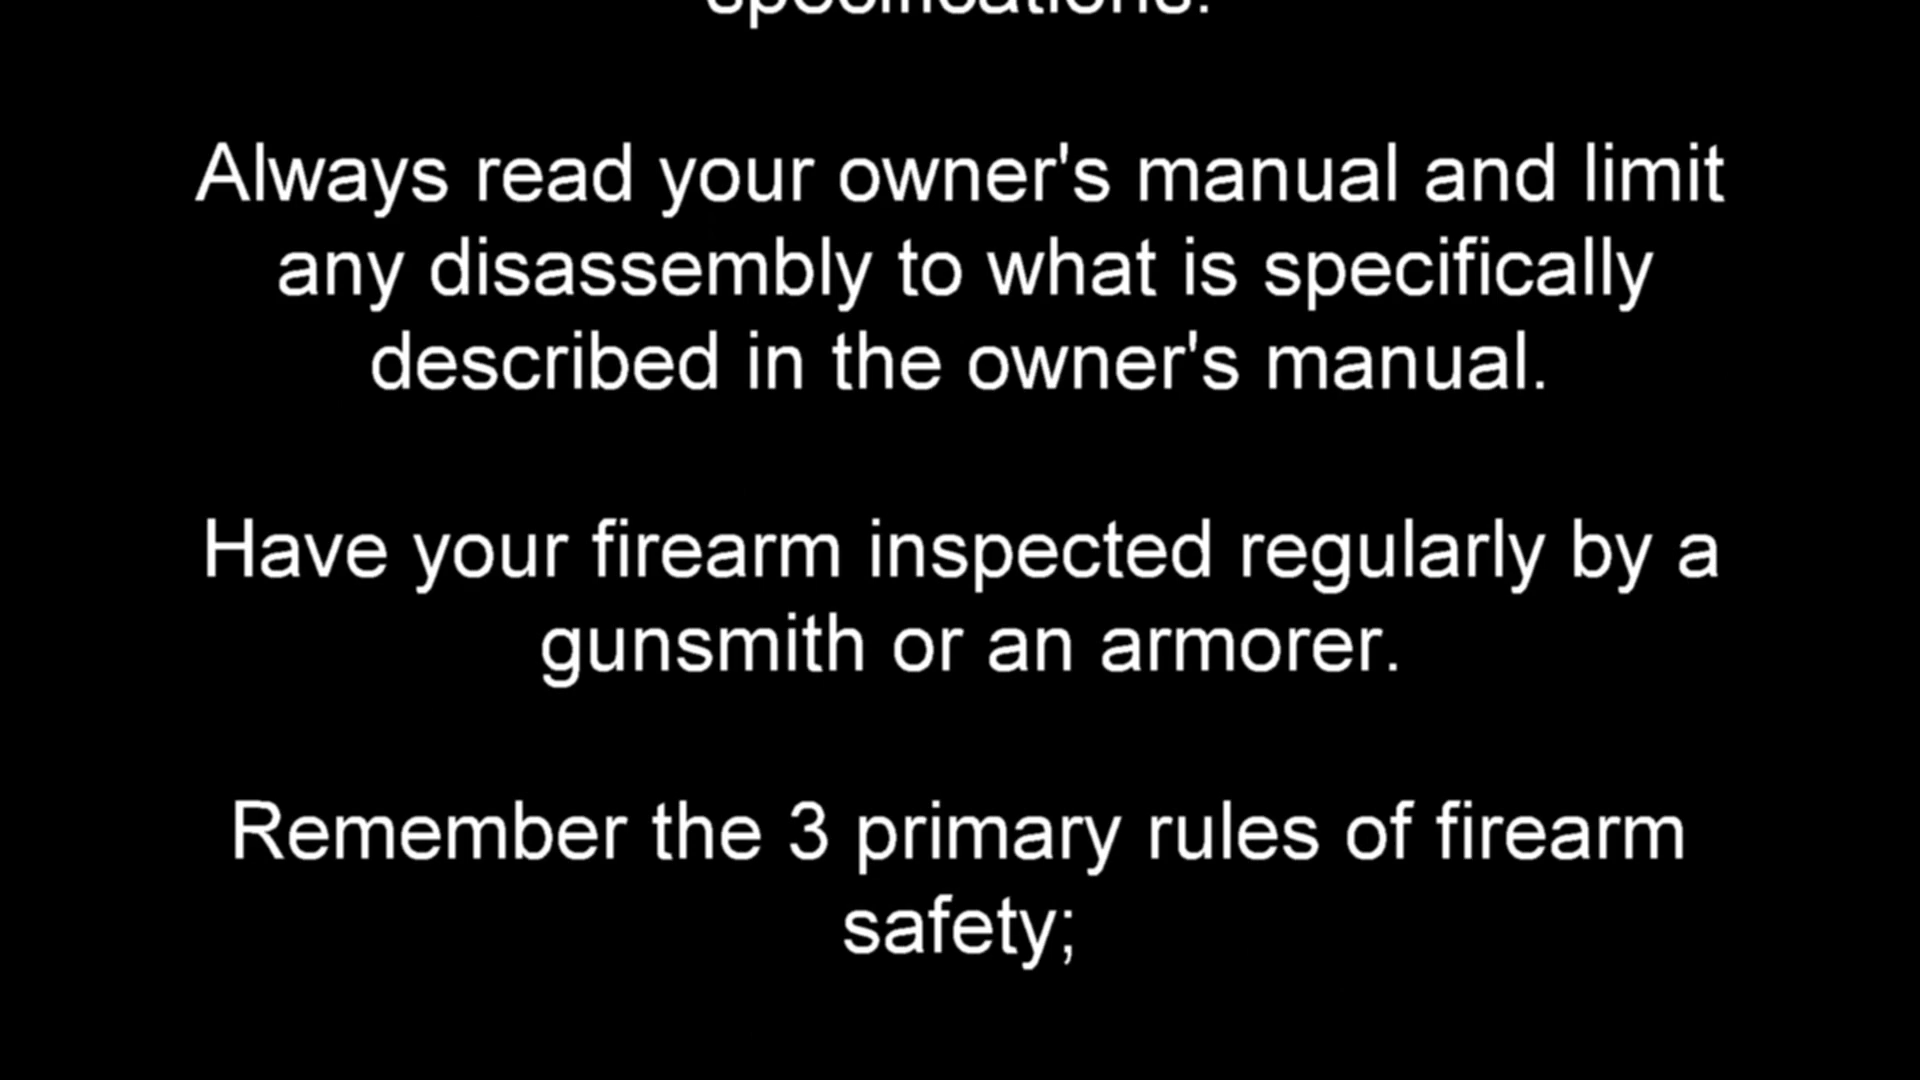 specifications.
Always read your owner's manual and limit
any disassembly to what is specifically
described in the owner's manual.
Have your firearm inspected regularly by a
gunsmith or an armorer.
Remember the 3 primary rules of firearm
safety;